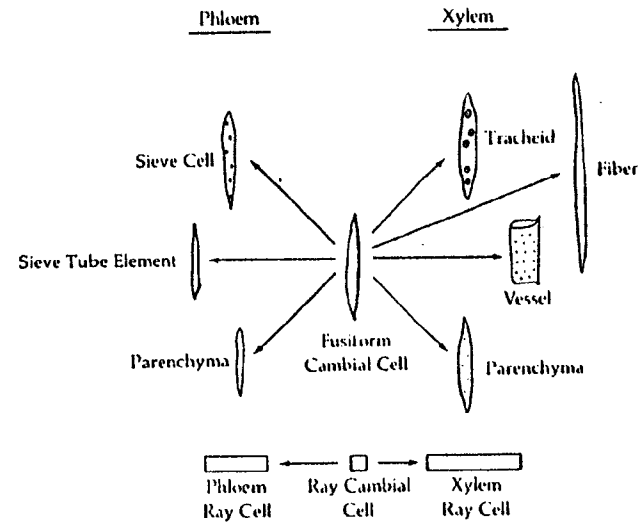 Phloem
Xylem
Sieve Cell
Tracheid
Fiber
Sieve Tube Element
Vessel
Parenchyma
Fusiform
Cambial Cell
Parenchyma
Phloem
Ray Cell
Ray Cambial
Cell
Xylem
Ray Cell